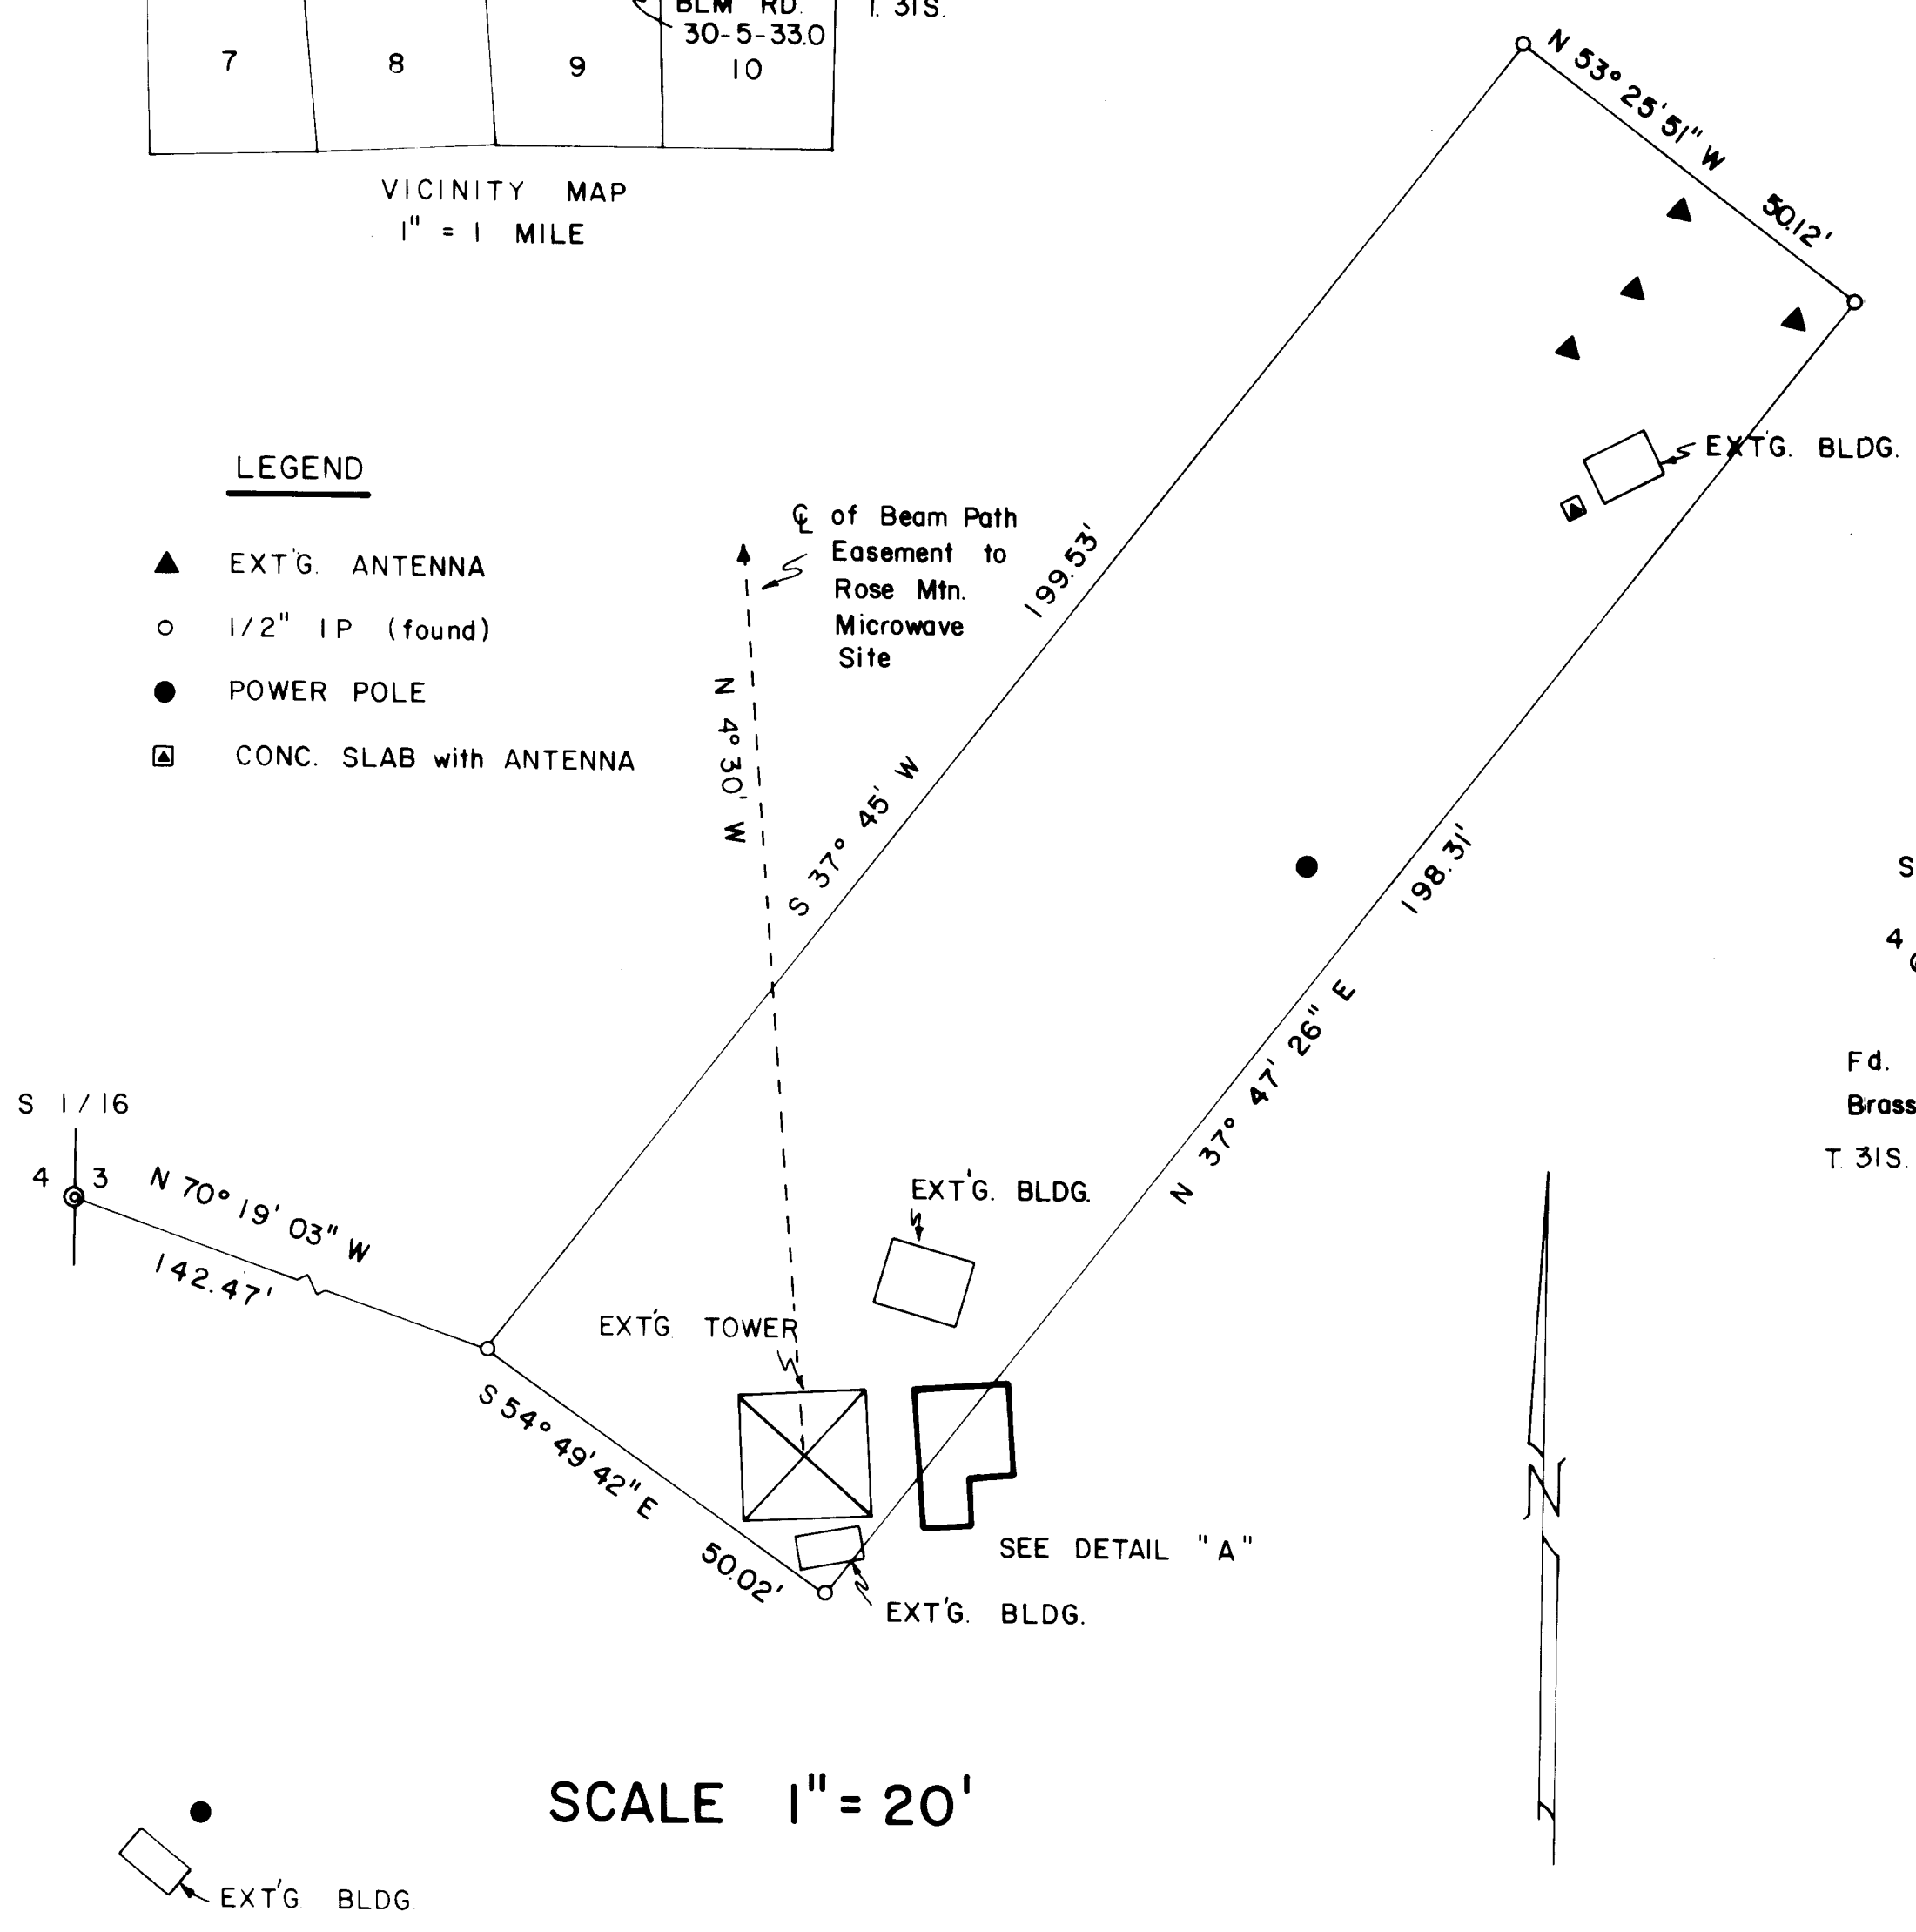 BLM RD.
30-5-33.0
T. 31S.
7
8
9
10
VICINITY MAP
1" = 1 MILE
N 53° 25' 51" W 50.12'
LEGEND
EXT'G. ANTENNA
1/2" IP (found)
POWER POLE
CONC. SLAB with ANTENNA
℄ of Beam Path
Easement to
Rose Mtn.
Microwave
Site
N 4° 30' W
S 37° 45' W 199.53'
EXT'G. BLDG.
N 37° 47' 26" E 198.31'
S
4
Fd.
Brass
T. 31S.
S 1/16
4 3
N 70° 19' 03" W
142.47'
EXT'G. BLDG.
EXT'G TOWER
S 54° 49' 42" E 50.02'
SEE DETAIL "A"
EXT'G. BLDG.
N
SCALE 1" = 20'
EXT'G BLDG